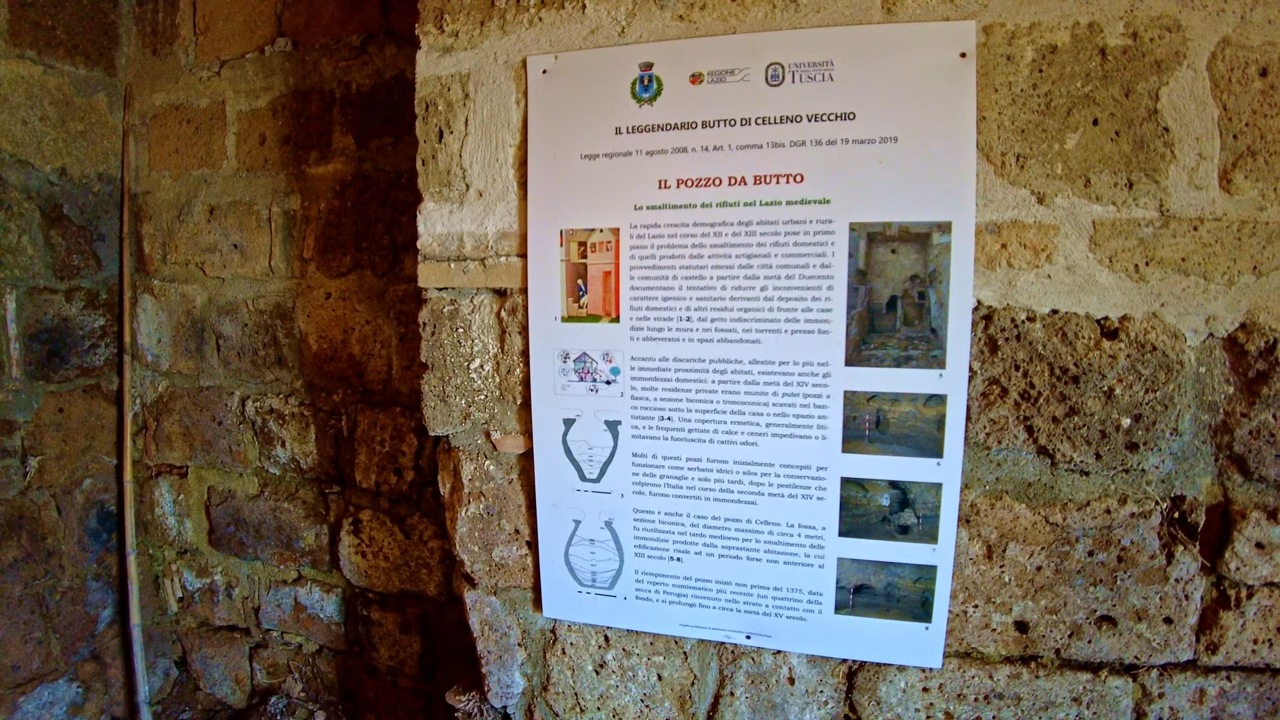 REGIONE
LAZIO
UNIVERSITÀ
TUSCIA
IL LEGGENDARIO BUTTO DI CELLENO VECCHIO
Legge regionale 11 agosto 2008, n. 14, Art. 1, comma 13bis. DGR 136 del 19 marzo 2019
IL POZZO DA BUTTO
Lo smaltimento dei rifiuti nel Lazio medievale
La rapida crescita demografica degli abitati urbani e rura-
li del Lazio nel corso del XII e del XIII secolo pose in primo
piano il problema dello smaltimento dei rifiuti domestici e
di quelli prodotti dalle attività artigianali e commerciali. I
provvedimenti statutari emessi dalle città comunali e dal-
le comunità di castello a partire dalla metà del Duecento
documentano il tentativo di ridurre gli inconvenienti di
carattere igienico e sanitario derivanti dal deposito dei ri-
fiuti domestici e di altri residui organici di fronte alle case
e nelle strade [1-2], dal getto indiscriminato delle immon-
dizie lungo le mura e nei fossati, nei torrenti e presso fon-
ti e abbeveratoi e in spazi abbandonati.
Accanto alle discariche pubbliche, allestite per lo più nel-
le immediate prossimità degli abitati, esistevano anche gli
immondezzai domestici: a partire dalla metà del XIV seco-
lo, molte residenze private erano munite di putei (pozzi a
fiasca, a sezione biconica o troncoconica) scavati nel ban-
co roccioso sotto la superficie della casa o nello spazio an-
tistante [3-4]. Una copertura ermetica, generalmente liti-
ca, e le frequenti gettate di calce e ceneri impedivano o li-
mitavano la fuoriuscita di cattivi odori.
Molti di questi pozzi furono inizialmente concepiti per
funzionare come serbatoi idrici o silos per la conservazio-
ne delle granaglie e solo più tardi, dopo le pestilenze che
colpirono l'Italia nel corso della seconda metà del XIV se-
colo, furono convertiti in immondezzai.
Questo è anche il caso del pozzo di Celleno. La fossa, a
sezione biconica, del diametro massimo di circa 4 metri,
fu riutilizzata nel tardo medioevo per lo smaltimento delle
immondizie prodotte dalla soprastante abitazione, la cui
edificazione risale ad un periodo forse non anteriore al
XIII secolo [5-8].
Il riempimento del pozzo iniziò non prima del 1375, data
del reperto numismatico più recente (un quattrino della
zecca di Perugia) rinvenuto nello strato a contatto con il
fondo, e si prolungò fino a circa la metà del XV secolo.
1
2
3
4
5
6
7
8